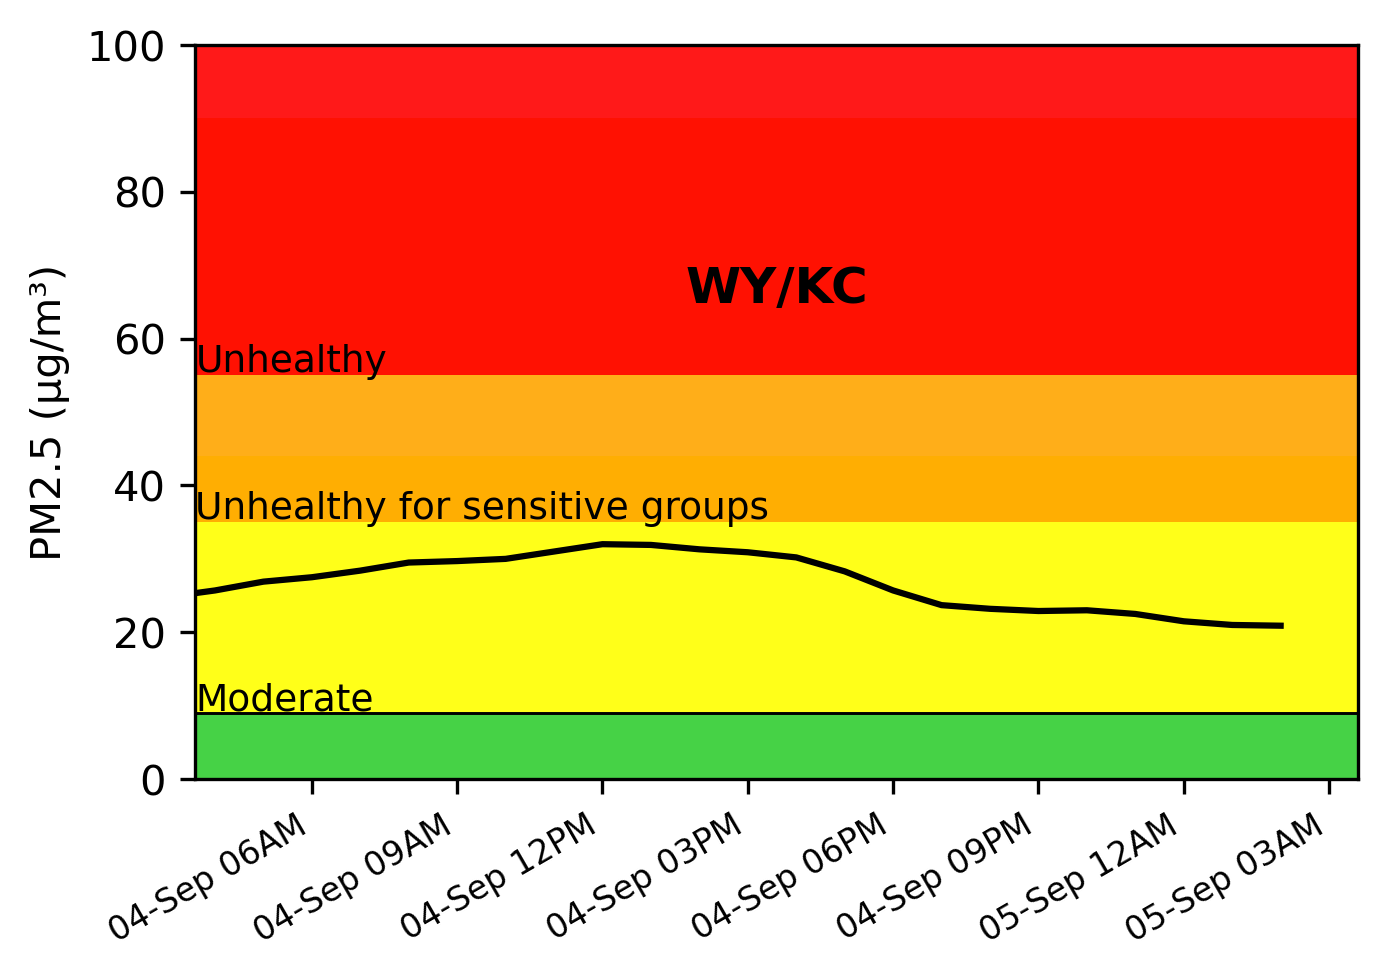 100
80
60
40
20
0
PM2.5 (µg/m³)
WY/KC
Unhealthy
Unhealthy for sensitive groups
Moderate
04-Sep 06AM
04-Sep 09AM
04-Sep 12PM
04-Sep 03PM
04-Sep 06PM
04-Sep 09PM
05-Sep 12AM
05-Sep 03AM